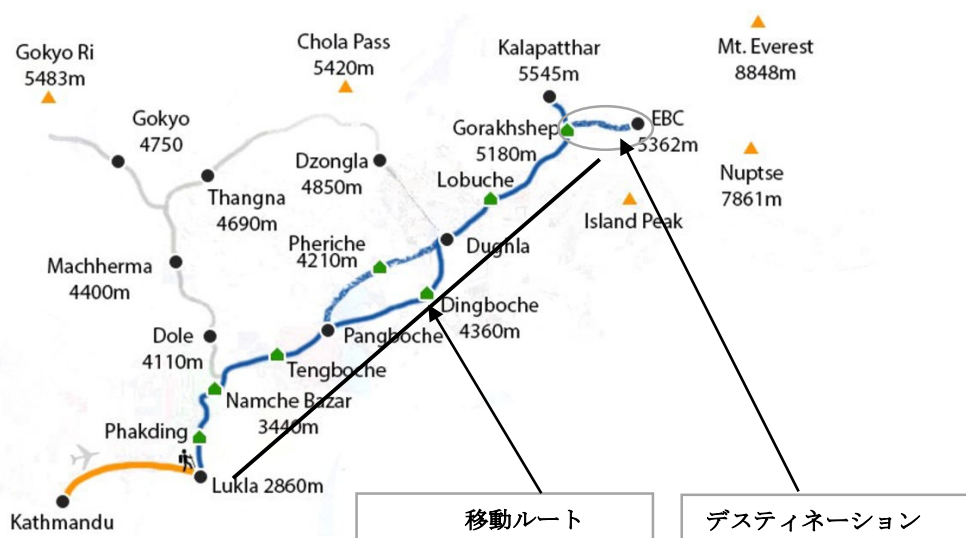 Gokyo Ri
5483m
Chola Pass
5420m
Kalapatthar
5545m
Mt. Everest
8848m
Gokyo
4750
Gorakhshep
5180m
EBC
5362m
Dzongla
4850m
Thangna
4690m
Lobuche
Nuptse
7861m
Island Peak
Pheriche
4210m
Dughla
Machherma
4400m
Dingboche
4360m
Dole
4110m
Pangboche
Tengboche
Namche Bazar
3440m
Phakding
Lukla 2860m
Kathmandu
移動ルート
デスティネーション